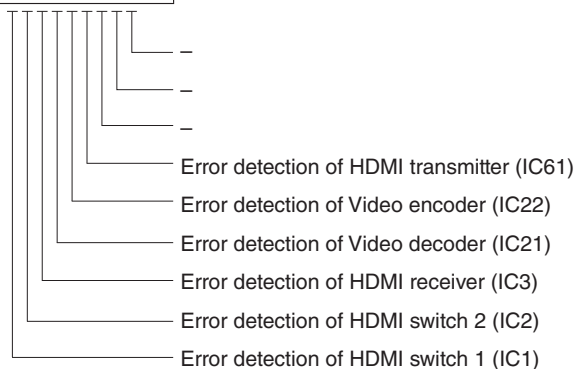 –
–
–
Error detection of HDMI transmitter (IC61)
Error detection of Video encoder (IC22)
Error detection of Video decoder (IC21)
Error detection of HDMI receiver (IC3)
Error detection of HDMI switch 2 (IC2)
Error detection of HDMI switch 1 (IC1)